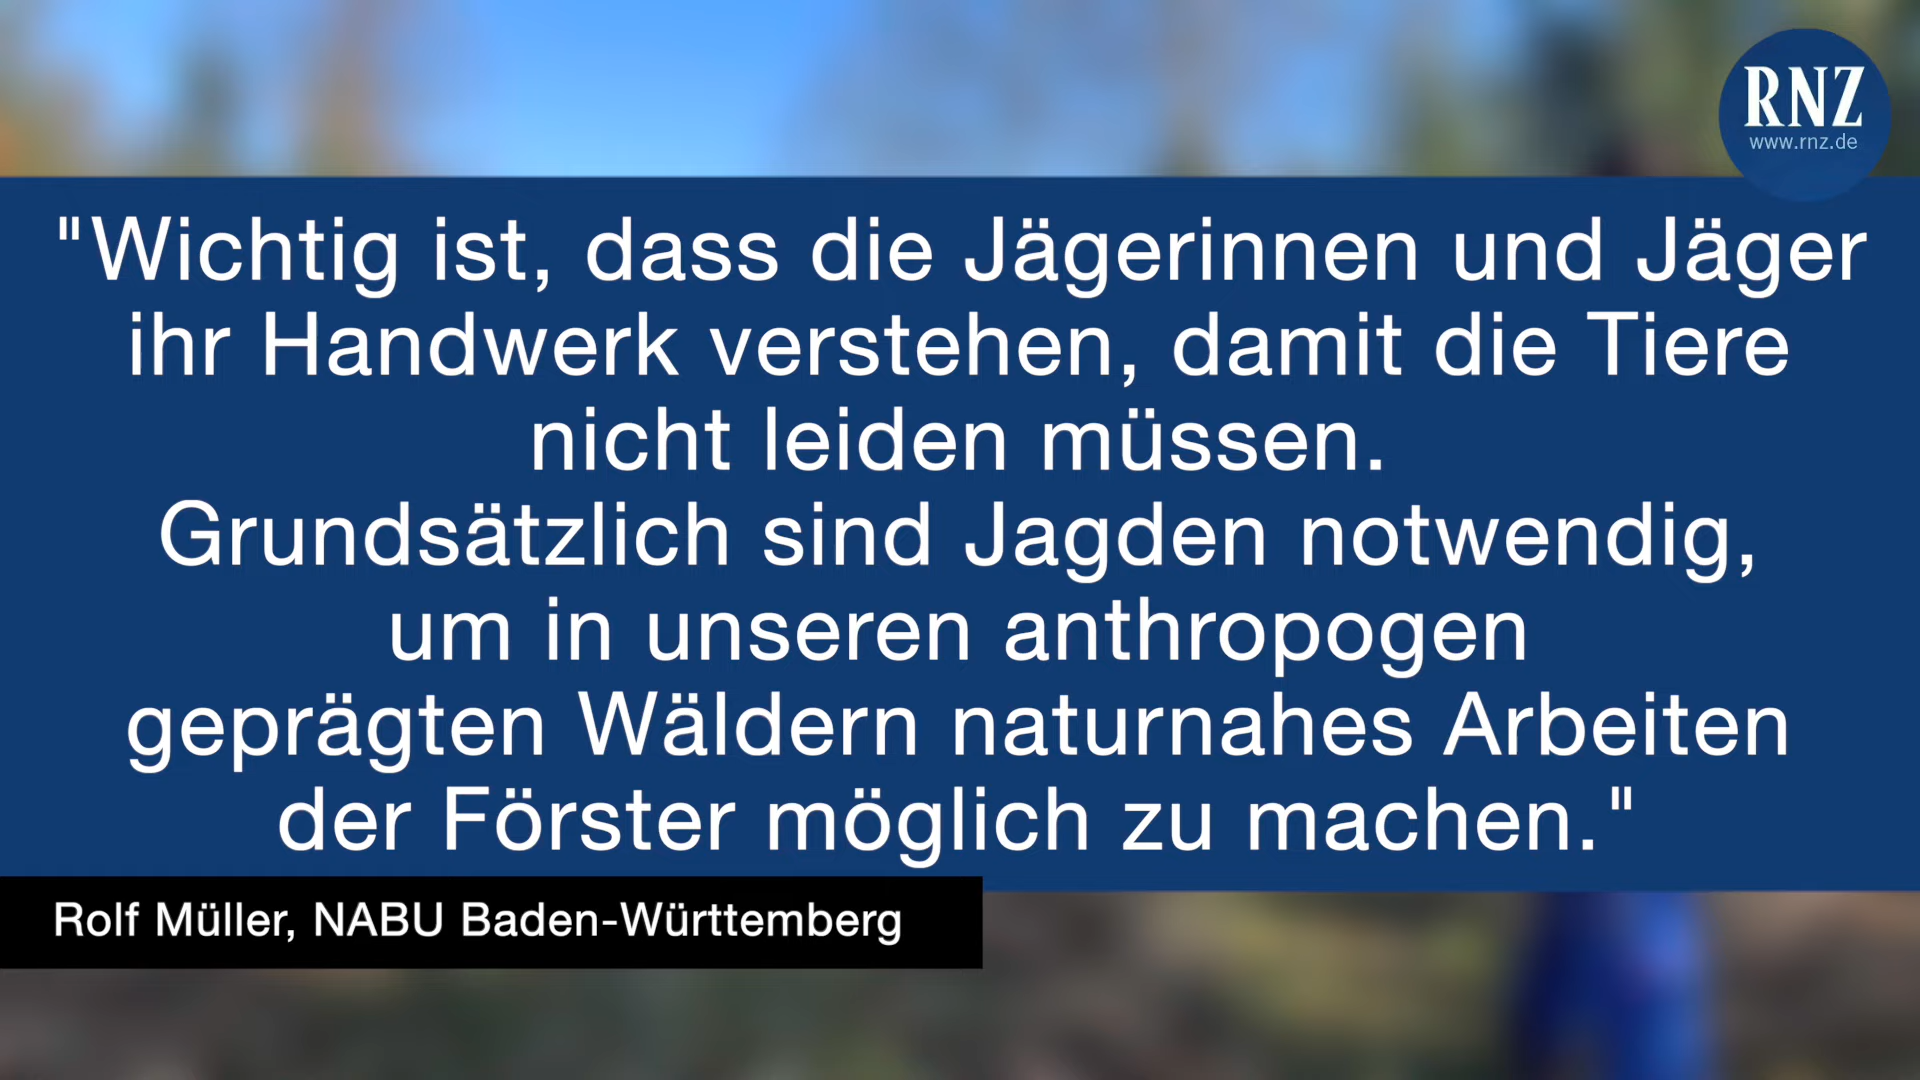 RNZ
www.rnz.de
"Wichtig ist, dass die Jägerinnen und Jäger
ihr Handwerk verstehen, damit die Tiere
nicht leiden müssen.
Grundsätzlich sind Jagden notwendig,
um in unseren anthropogen
geprägten Wäldern naturnahes Arbeiten
der Förster möglich zu machen."
Rolf Müller, NABU Baden-Württemberg